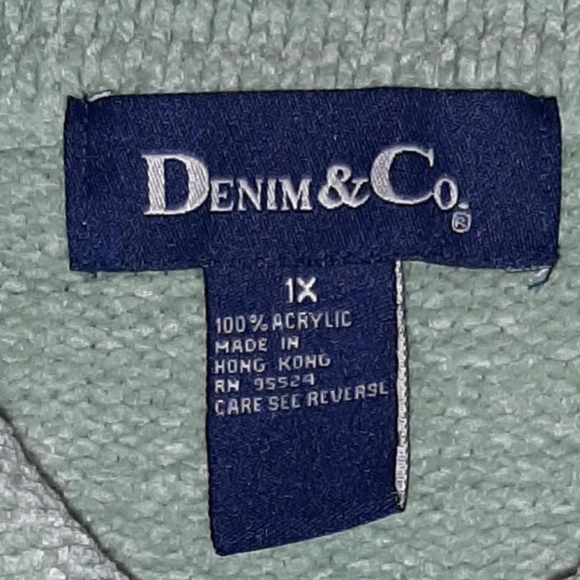 DENIM & CO.®
1X
100% ACRYLIC
MADE IN
HONG KONG
RN 95524
CARE SEE REVERSE